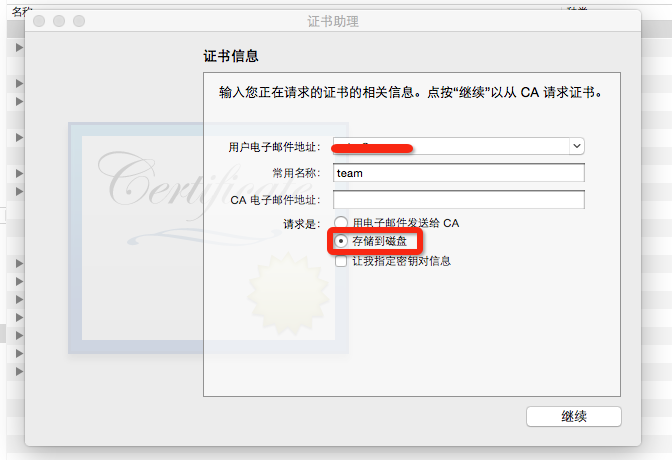 名称
种类
证书助理
证书信息
输入您正在请求的证书的相关信息。点按“继续”以从 CA 请求证书。
用户电子邮件地址：
常用名称： team
CA 电子邮件地址：
请求是： 用电子邮件发送给 CA
存储到磁盘
让我指定密钥对信息
Certificate
继续